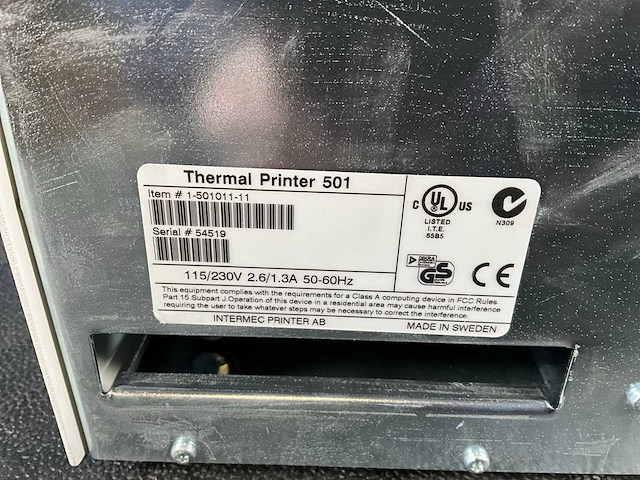 Thermal Printer 501
Item # 1-501011-11
Serial # 54519
115/230V 2.6/1.3A 50-60Hz
C UL US
LISTED
I.T.E.
65B5
N309
GS
CE
This equipment complies with the requirements for a Class A computing device in FCC Rules
Part 15 Subpart J.Operation of this device in a residential area may cause harmful interference
requiring the user to take whatever steps may be necessary to correct the interference.
INTERMEC PRINTER AB
MADE IN SWEDEN